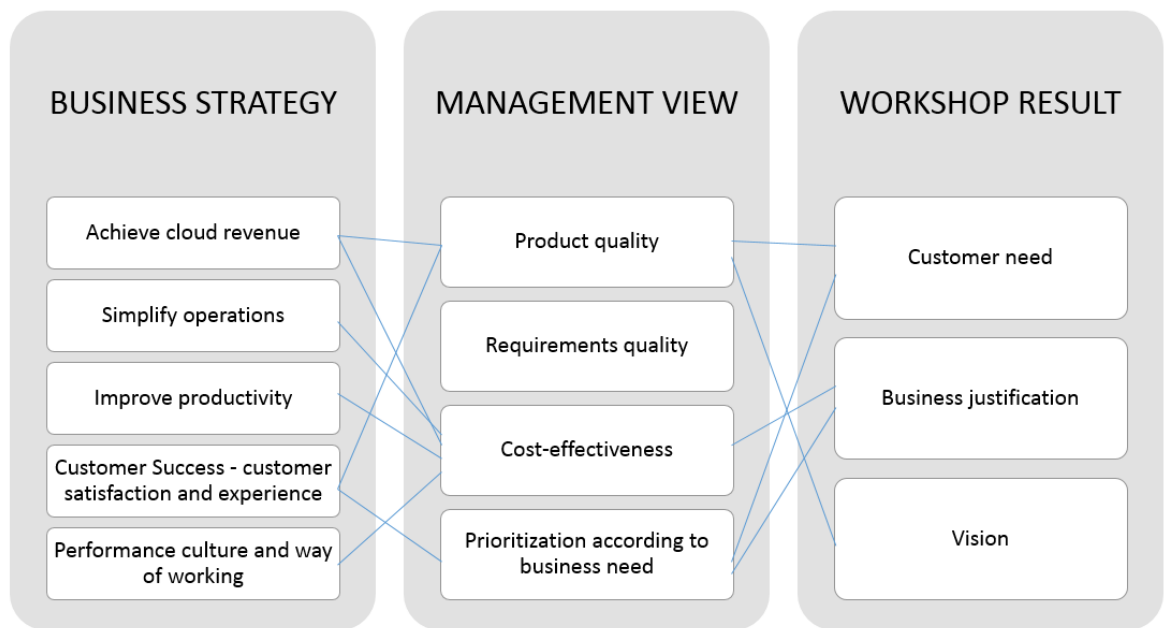 BUSINESS STRATEGY
Achieve cloud revenue
Simplify operations
Improve productivity
Customer Success - customer
satisfaction and experience
Performance culture and way
of working
MANAGEMENT VIEW
Product quality
Requirements quality
Cost-effectiveness
Prioritization according to
business need
WORKSHOP RESULT
Customer need
Business justification
Vision